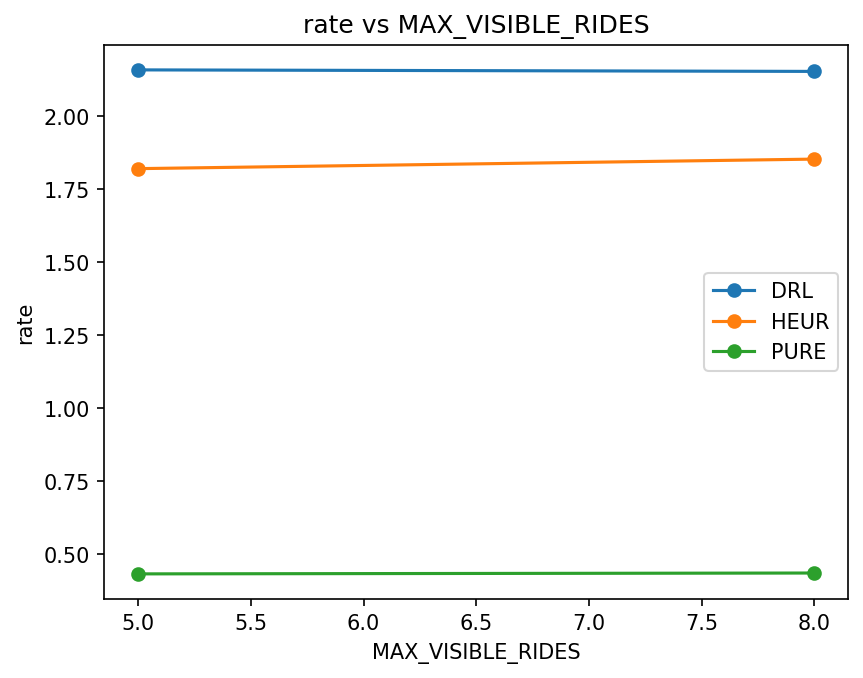 rate vs MAX_VISIBLE_RIDES
2.00
1.75
1.50
1.25
1.00
0.75
0.50
rate
DRL
HEUR
PURE
5.0 5.5 6.0 6.5 7.0 7.5 8.0
MAX_VISIBLE_RIDES